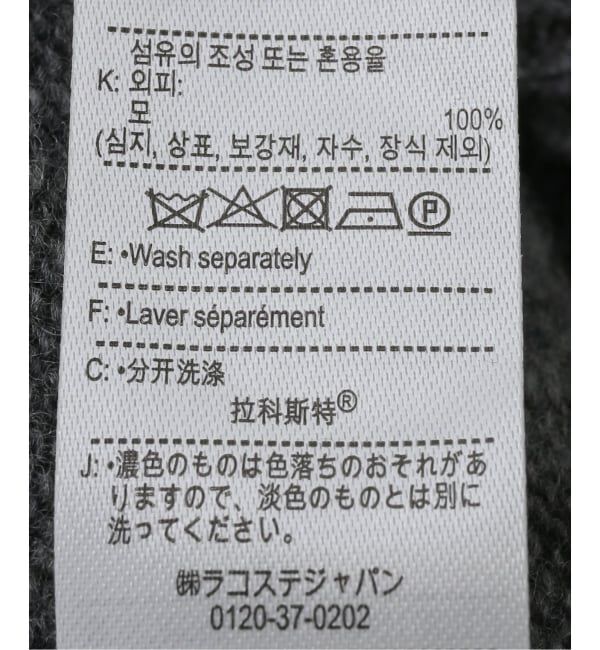 섬유의 조성 또는 혼용율
K: 외피:
모 100%
(심지, 상표, 보강재, 자수, 장식 제외)
P
E: •Wash separately
F: •Laver séparément
C: •分开洗涤
拉科斯特®
J: •濃色のものは色落ちのおそれがあ
りますので、淡色のものとは別に
洗ってください。
㈱ラコステジャパン
0120-37-0202